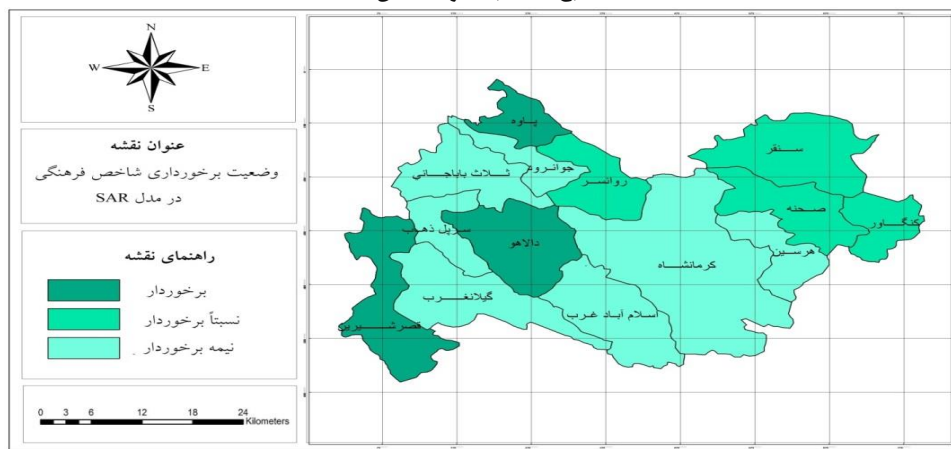 N
W E
S
عنوان نقشه
وضعیت برخورداری شاخص فرهنگی
در مدل SAR
راهنمای نقشه
برخوردار
نسبتاً برخوردار
نیمه برخوردار
0 3 6 12 18 24
Kilometers
پاوه
سنقر
جوانرود
ثلاث باباجانی
روانسر
صحنه
کنگاور
سرپل ذهاب
دالاهو
هرسین
کرمانشاه
گیلانغرب
اسلام آباد غرب
قصرشیرین